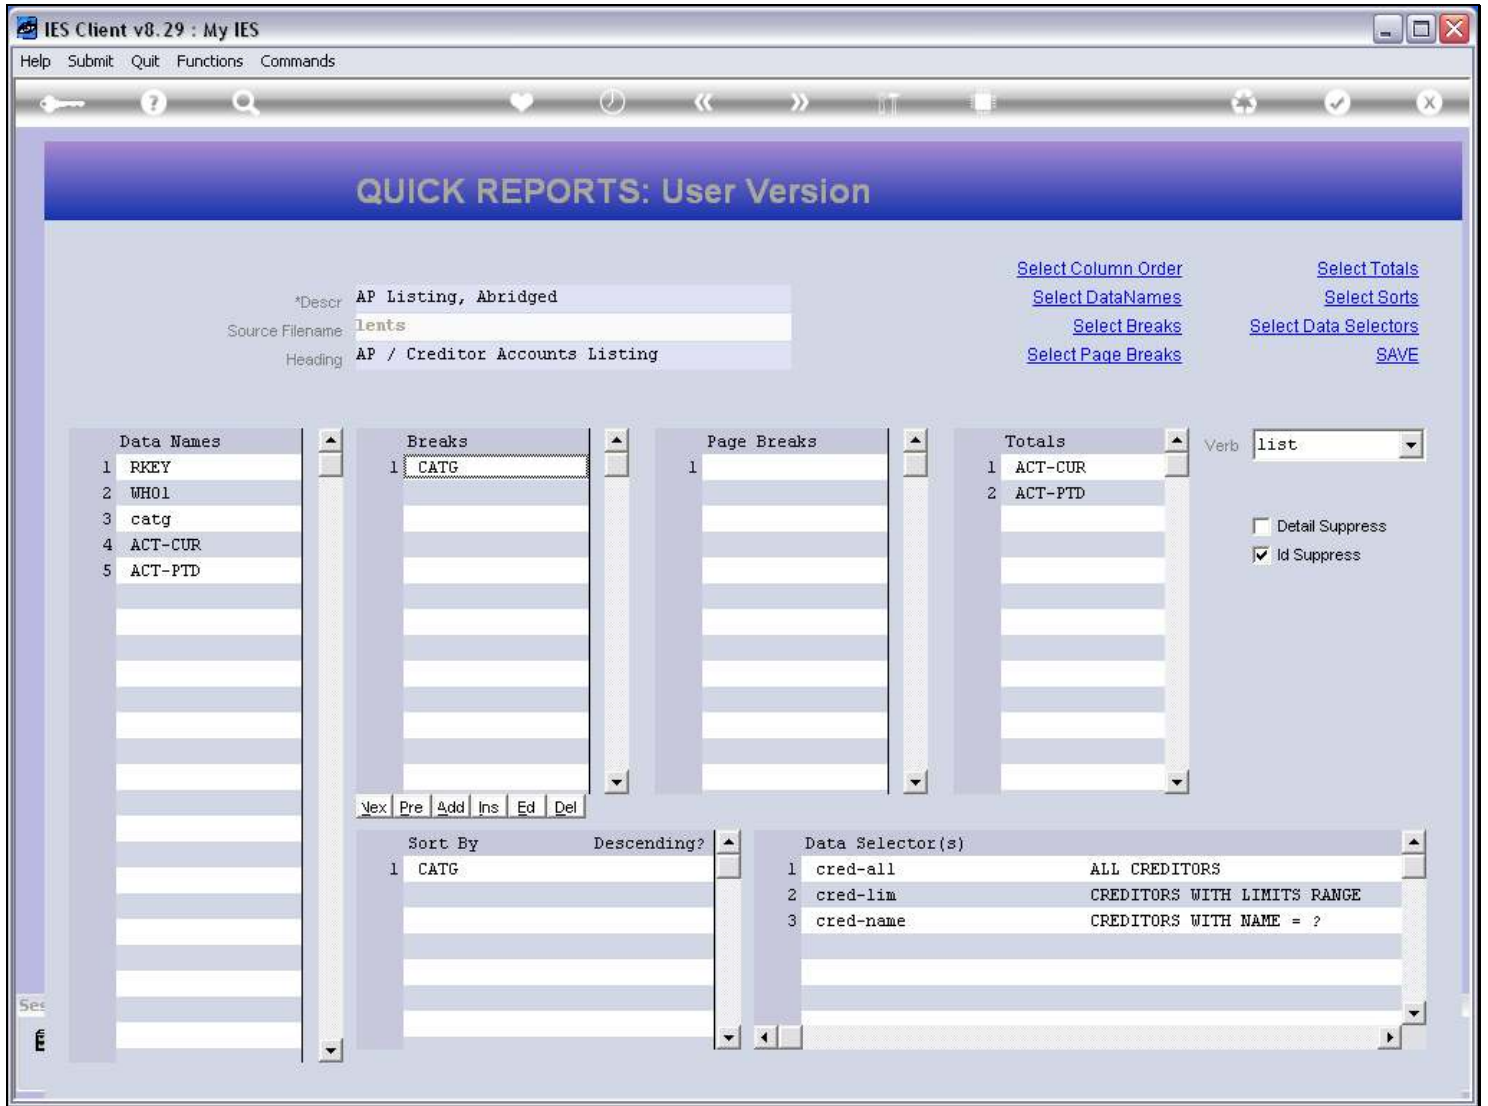 IES Client v8.29 : My IES
Help Submit Quit Functions Commands
QUICK REPORTS: User Version
Select Column Order Select Totals
*Descr AP Listing, Abridged Select DataNames Select Sorts
Source Filename lents Select Breaks Select Data Selectors
Heading AP / Creditor Accounts Listing Select Page Breaks SAVE
Data Names Breaks Page Breaks Totals Verb list
1 RKEY 1 CATG 1 1 ACT-CUR
2 WHO1 2 ACT-PTD
3 catg Detail Suppress
4 ACT-CUR
Id Suppress
5 ACT-PTD
Nex Pre Add Ins Ed Del
Sort By Descending? Data Selector(s)
1 CATG 1 cred-all ALL CREDITORS
2 cred-lim CREDITORS WITH LIMITS RANGE
3 cred-name CREDITORS WITH NAME = ?
Ses